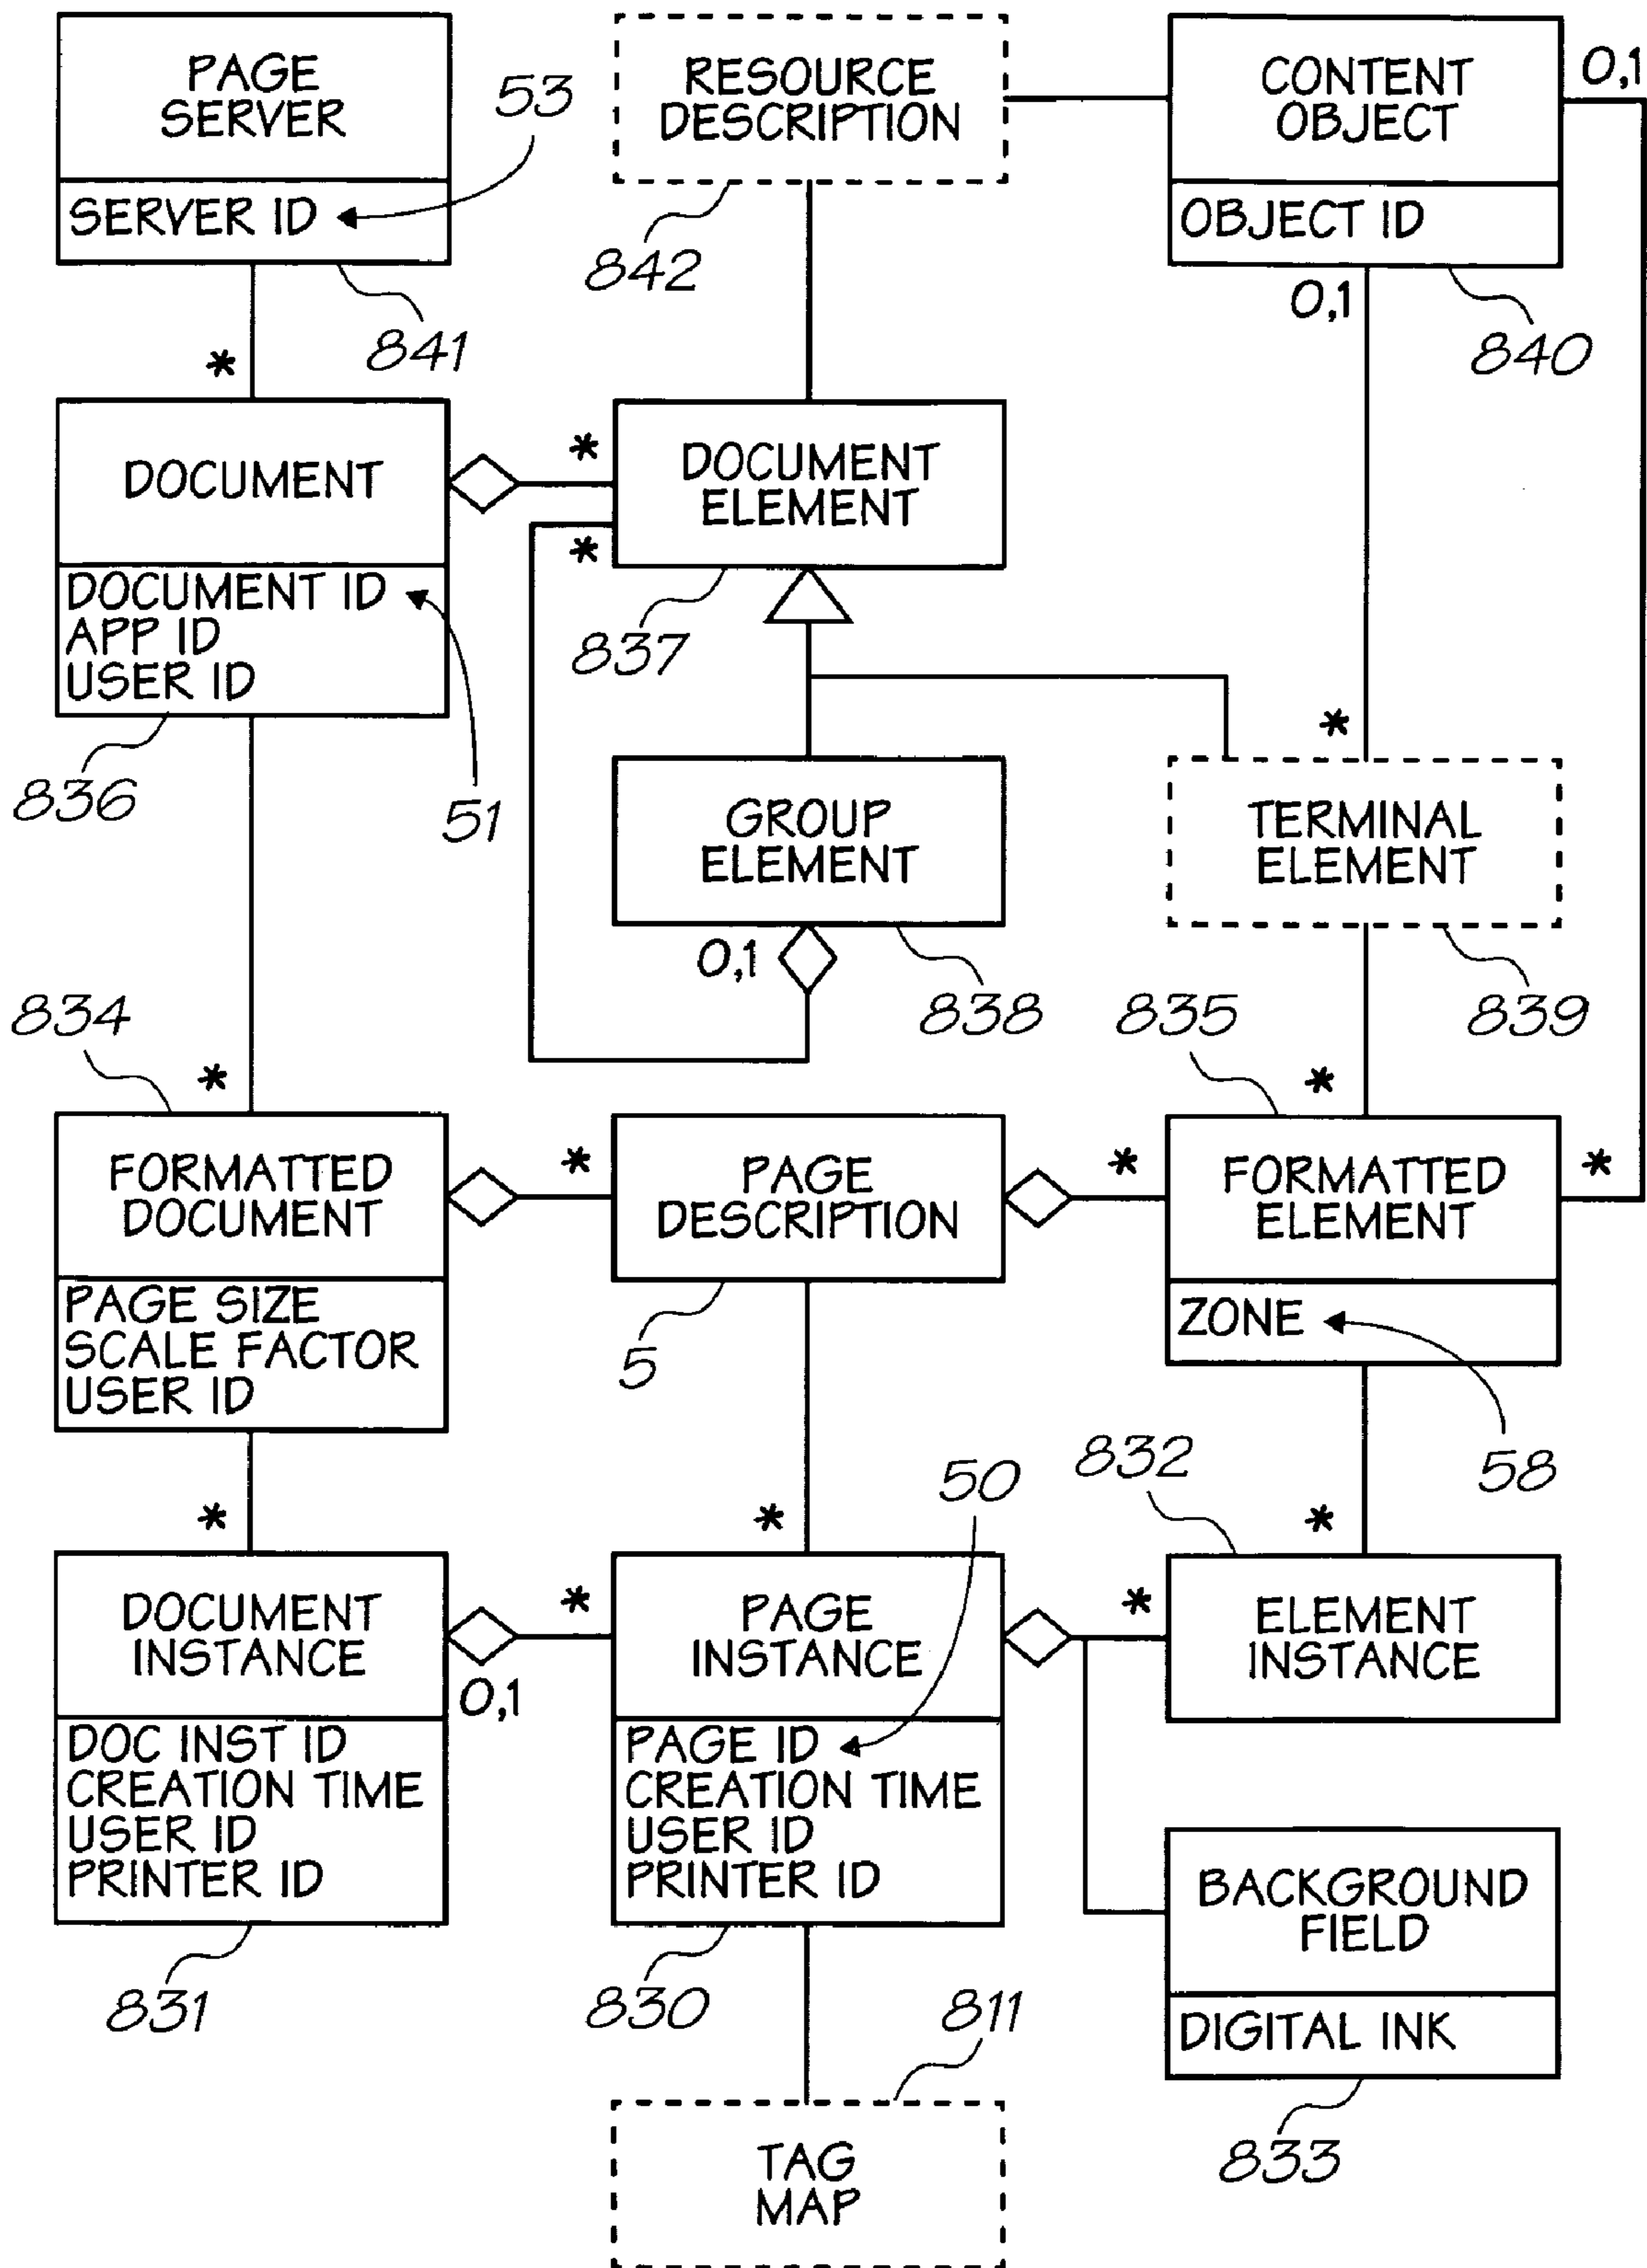 PAGE
SERVER
SERVER ID
53
841
*
RESOURCE
DESCRIPTION
842
CONTENT
OBJECT
OBJECT ID
0,1
0,1
840
DOCUMENT
DOCUMENT ID
APP ID
USER ID
836
51
*
*
DOCUMENT
ELEMENT
837
GROUP
ELEMENT
0,1
838
*
TERMINAL
ELEMENT
839
834
*
FORMATTED
DOCUMENT
PAGE SIZE
SCALE FACTOR
USER ID
*
PAGE
DESCRIPTION
5
835
*
*
*
FORMATTED
ELEMENT
ZONE
58
*
DOCUMENT
INSTANCE
0,1
DOC INST ID
CREATION TIME
USER ID
PRINTER ID
831
*
*
50
PAGE
INSTANCE
PAGE ID
CREATION TIME
USER ID
PRINTER ID
830
832
*
*
ELEMENT
INSTANCE
BACKGROUND
FIELD
DIGITAL INK
833
811
TAG
MAP